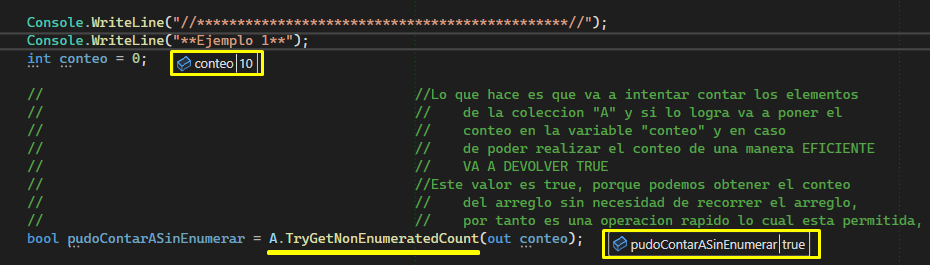 Console.WriteLine("//**********************************************//");
Console.WriteLine("**Ejemplo 1**");
int conteo = 0; conteo 10
// //Lo que hace es que va a intentar contar los elementos
// // de la coleccion "A" y si lo logra va a poner el
// // conteo en la variable "conteo" y en caso
// // de poder realizar el conteo de una manera EFICIENTE
// // VA A DEVOLVER TRUE
// //Este valor es true, porque podemos obtener el conteo
// // del arreglo sin necesidad de recorrer el arreglo,
// // por tanto es una operacion rapido lo cual esta permitida,
bool pudoContarASinEnumerar = A.TryGetNonEnumeratedCount(out conteo); pudoContarASinEnumerar true